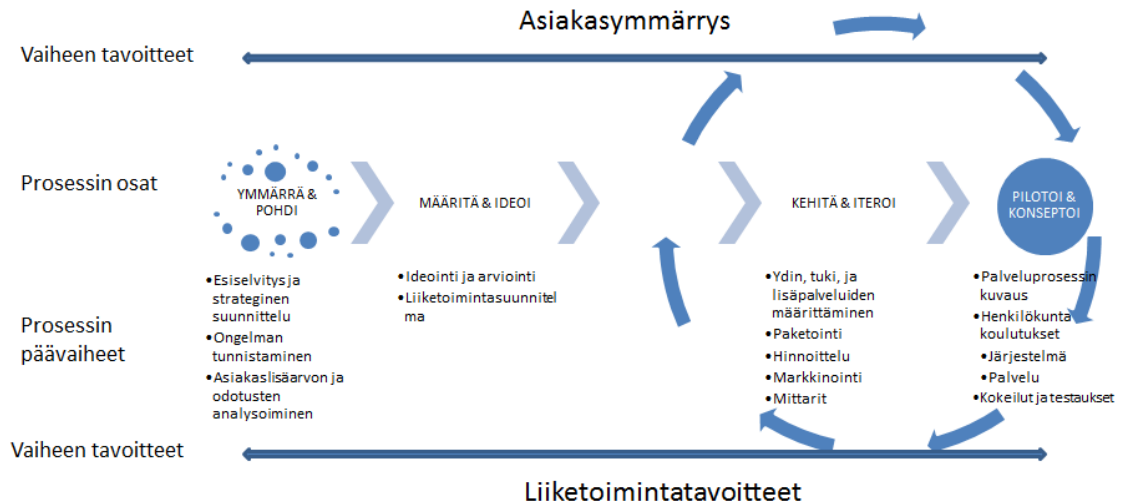 Asiakasymmärrys
Vaiheen tavoitteet
Prosessin osat
YMMÄRRÄ &
POHDI
MÄÄRITÄ & IDEOI
KEHITÄ & ITEROI
PILOTOI &
KONSEPTOI
Prosessin
päävaiheet
•Esiselvitys ja
strateginen
suunnittelu
•Ongelman
tunnistaminen
•Asiakaslisäarvon ja
odotusten
analysoiminen
•Ideointi ja arviointi
•Liiketoimintasuunnitel
ma
•Ydin, tuki, ja
lisäpalveluiden
määrittäminen
•Paketointi
•Hinnoittelu
•Markkinointi
•Mittarit
•Palveluprosessin
kuvaus
•Henkilökunta
koulutukset
•Järjestelmä
•Palvelu
•Kokeilut ja testaukset
Vaiheen tavoitteet
Liiketoimintatavoitteet